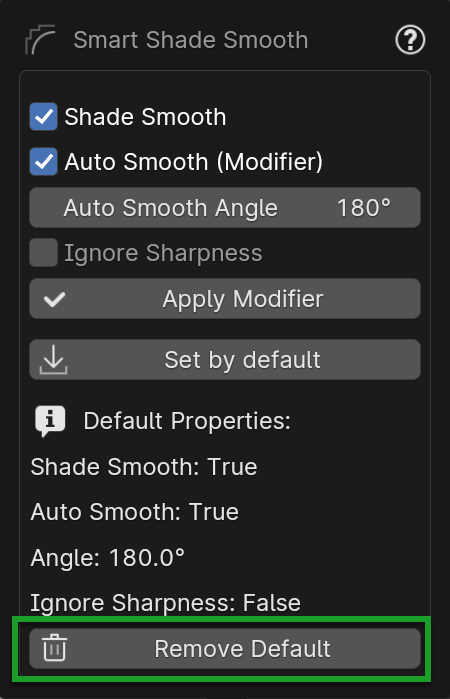 Smart Shade Smooth ?
Shade Smooth
Auto Smooth (Modifier)
Auto Smooth Angle 180°
Ignore Sharpness
Apply Modifier
Set by default
Default Properties:
Shade Smooth: True
Auto Smooth: True
Angle: 180.0°
Ignore Sharpness: False
Remove Default